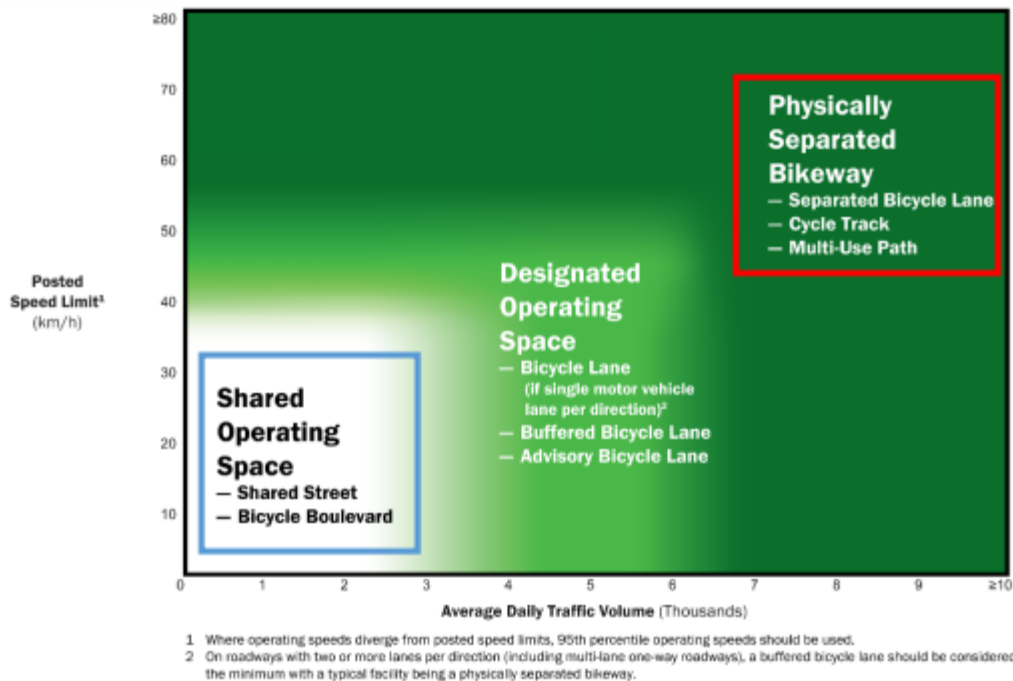 ≥80
70
60
50
40
30
20
10
Posted
Speed Limit¹
(km/h)
Physically
Separated
Bikeway
— Separated Bicycle Lane
— Cycle Track
— Multi-Use Path
Designated
Operating
Space
— Bicycle Lane
(if single motor vehicle
lane per direction)²
— Buffered Bicycle Lane
— Advisory Bicycle Lane
Shared
Operating
Space
— Shared Street
— Bicycle Boulevard
0 1 2 3 4 5 6 7 8 9 ≥10
Average Daily Traffic Volume (Thousands)
1 Where operating speeds diverge from posted speed limits, 95th percentile operating speeds should be used.
2 On roadways with two or more lanes per direction (including multi-lane one-way roadways), a buffered bicycle lane should be considered
the minimum with a typical facility being a physically separated bikeway.